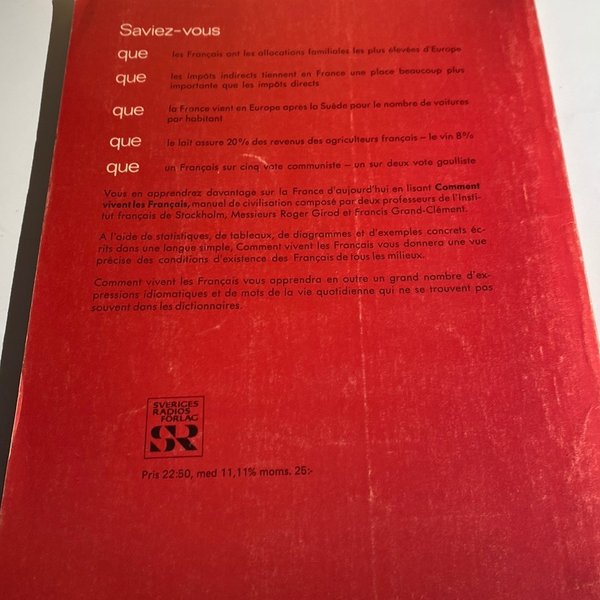 Saviez-vous
que les Français ont les allocations familiales les plus élevées d'Europe
que les impôts indirects tiennent en France une place beaucoup plus
importante que les impôts directs
que la France vient en Europe après la Suède pour le nombre de voitures
par habitant
que le lait assure 20% des revenus des agriculteurs français – le vin 8%
que un Français sur cinq vote communiste – un sur deux vote gaulliste
Vous en apprendrez davantage sur la France d'aujourd'hui en lisant Comment
vivent les Français, manuel de civilisation composé par deux professeurs de l'Insti-
tut français de Stockholm, Messieurs Roger Girod et Francis Grand-Clément.
A l'aide de statistiques, de tableaux, de diagrammes et d'exemples concrets éc-
rits dans une langue simple, Comment vivent les Français vous donnera une vue
précise des conditions d'existence des Français de tous les milieux.
Comment vivent les Français vous apprendra en outre un grand nombre d'ex-
pressions idiomatiques et de mots de la vie quotidienne qui ne se trouvent pas
souvent dans les dictionnaires.
SVERIGES
RADIOS
FÖRLAG
SR
Pris 22:50, med 11,11% moms. 25:-